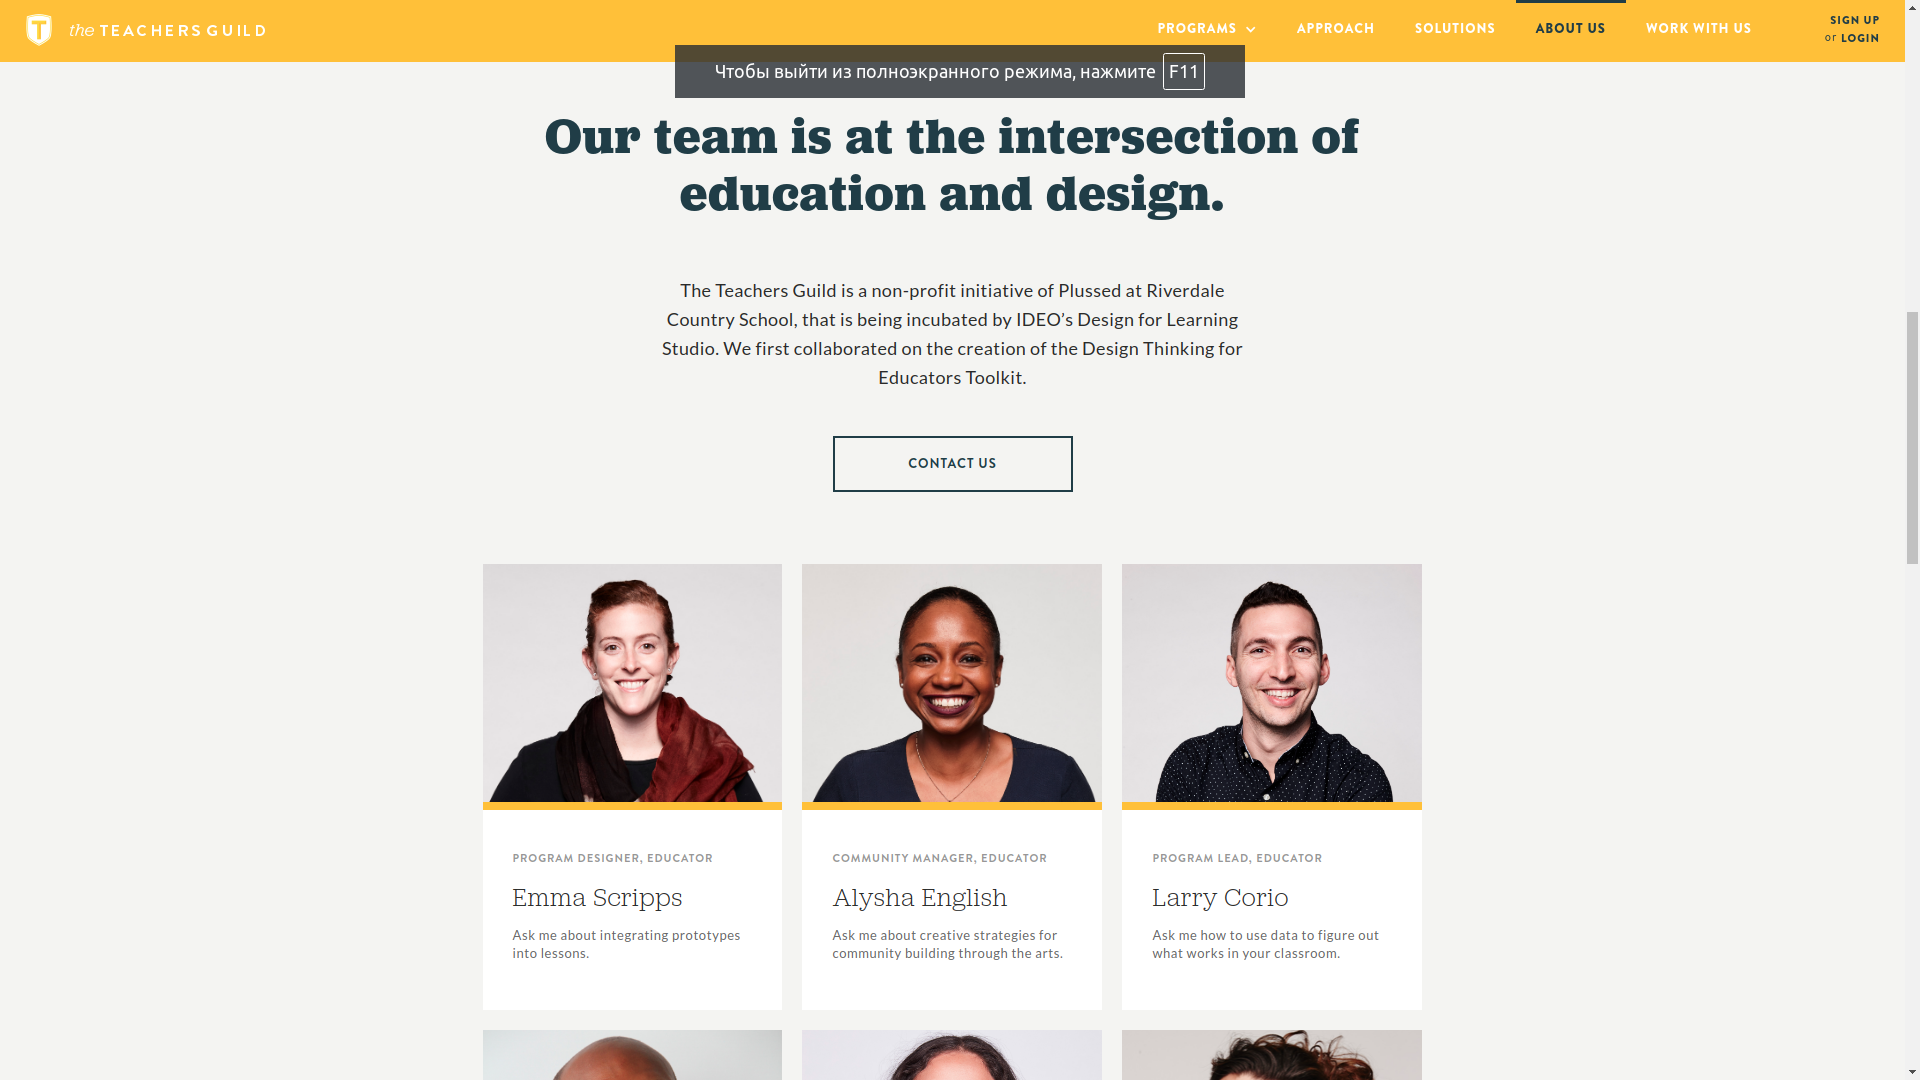 the TEACHERS GUILD
PROGRAMS
APPROACH
SOLUTIONS
ABOUT US
WORK WITH US
SIGN UP
or LOGIN
Чтобы выйти из полноэкранного режима, нажмите F11
Our team is at the intersection of
education and design.
The Teachers Guild is a non-profit initiative of Plussed at Riverdale
Country School, that is being incubated by IDEO’s Design for Learning
Studio. We first collaborated on the creation of the Design Thinking for
Educators Toolkit.
CONTACT US
PROGRAM DESIGNER, EDUCATOR
Emma Scripps
Ask me about integrating prototypes
into lessons.
COMMUNITY MANAGER, EDUCATOR
Alysha English
Ask me about creative strategies for
community building through the arts.
PROGRAM LEAD, EDUCATOR
Larry Corio
Ask me how to use data to figure out
what works in your classroom.